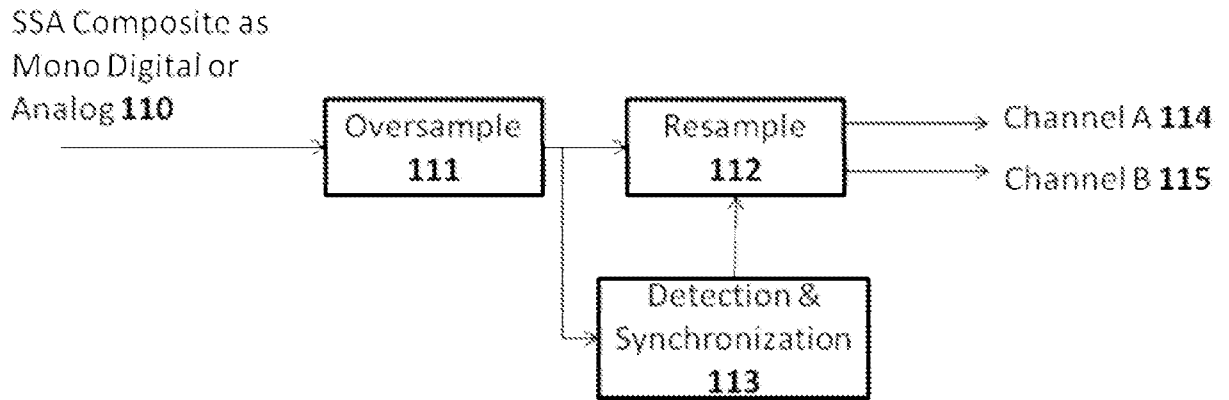 SSA Composite as
Mono Digital or
Analog 110
Oversample
111
Resample
112
Channel A 114
Channel B 115
Detection &
Synchronization
113